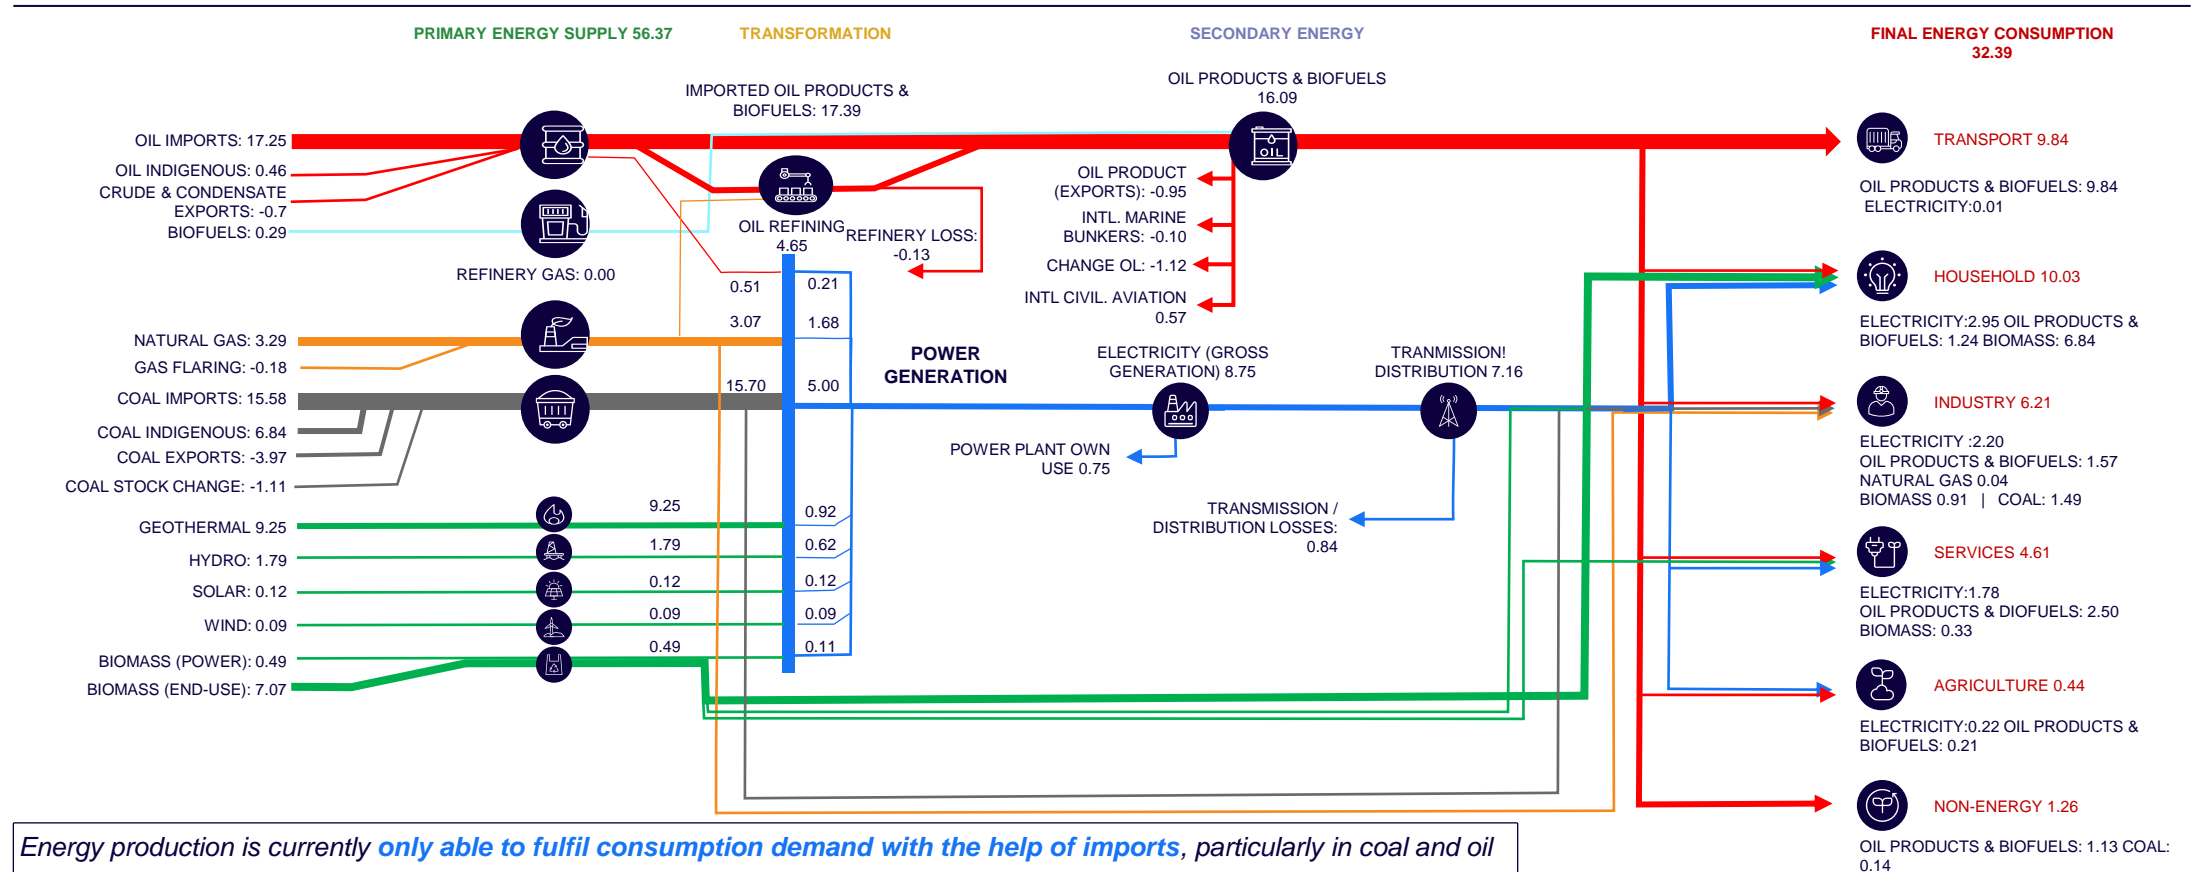 PRIMARY ENERGY SUPPLY 56.37
TRANSFORMATION
SECONDARY ENERGY
FINAL ENERGY CONSUMPTION
32.39
IMPORTED OIL PRODUCTS &
BIOFUELS: 17.39
OIL PRODUCTS & BIOFUELS
16.09
OIL IMPORTS: 17.25
OIL INDIGENOUS: 0.46
CRUDE & CONDENSATE
EXPORTS: -0.7
BIOFUELS: 0.29
REFINERY GAS: 0.00
OIL REFINING
4.65
REFINERY LOSS:
-0.13
OIL
OIL PRODUCT
(EXPORTS): -0.95
INTL. MARINE
BUNKERS: -0.10
CHANGE OL: -1.12
INTL CIVIL. AVIATION
0.57
NATURAL GAS: 3.29
GAS FLARING: -0.18
COAL IMPORTS: 15.58
COAL INDIGENOUS: 6.84
COAL EXPORTS: -3.97
COAL STOCK CHANGE: -1.11
GEOTHERMAL 9.25
HYDRO: 1.79
SOLAR: 0.12
WIND: 0.09
BIOMASS (POWER): 0.49
BIOMASS (END-USE): 7.07
0.51
0.21
3.07
1.68
15.70
5.00
9.25
0.92
1.79
0.62
0.12
0.12
0.09
0.09
0.49
0.11
POWER
GENERATION
ELECTRICITY (GROSS
GENERATION) 8.75
TRANMISSION!
DISTRIBUTION 7.16
POWER PLANT OWN
USE 0.75
TRANSMISSION /
DISTRIBUTION LOSSES:
0.84
TRANSPORT 9.84
OIL PRODUCTS & BIOFUELS: 9.84
ELECTRICITY:0.01
HOUSEHOLD 10.03
ELECTRICITY:2.95 OIL PRODUCTS &
BIOFUELS: 1.24 BIOMASS: 6.84
INDUSTRY 6.21
ELECTRICITY :2.20
OIL PRODUCTS & BIOFUELS: 1.57
NATURAL GAS 0.04
BIOMASS 0.91 | COAL: 1.49
SERVICES 4.61
ELECTRICITY:1.78
OIL PRODUCTS & DIOFUELS: 2.50
BIOMASS: 0.33
AGRICULTURE 0.44
ELECTRICITY:0.22 OIL PRODUCTS &
BIOFUELS: 0.21
NON-ENERGY 1.26
OIL PRODUCTS & BIOFUELS: 1.13 COAL:
0.14
Energy production is currently only able to fulfil consumption demand with the help of imports, particularly in coal and oil